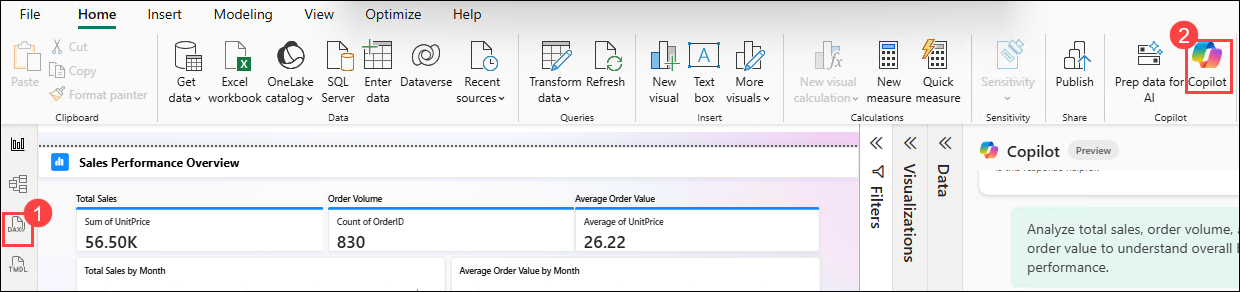 File Home Insert Modeling View Optimize Help
Paste
Cut
Copy
Format painter
Clipboard
Get data
Excel workbook
OneLake catalog
SQL Server
Enter data
Dataverse
Recent sources
Data
Transform data
Refresh
Queries
New visual
Text box
More visuals
Insert
New visual calculation
New measure
Quick measure
Calculations
Sensitivity
Sensitivity
Publish
Share
Prep data for AI
2
Copilot
Copilot
1
DAX
TMDL
Sales Performance Overview
Total Sales
Sum of UnitPrice
56.50K
Order Volume
Count of OrderID
830
Average Order Value
Average of UnitPrice
26.22
Total Sales by Month
Average Order Value by Month
Filters
Visualizations
Data
Copilot Preview
Analyze total sales, order volume,
order value to understand overall
performance.